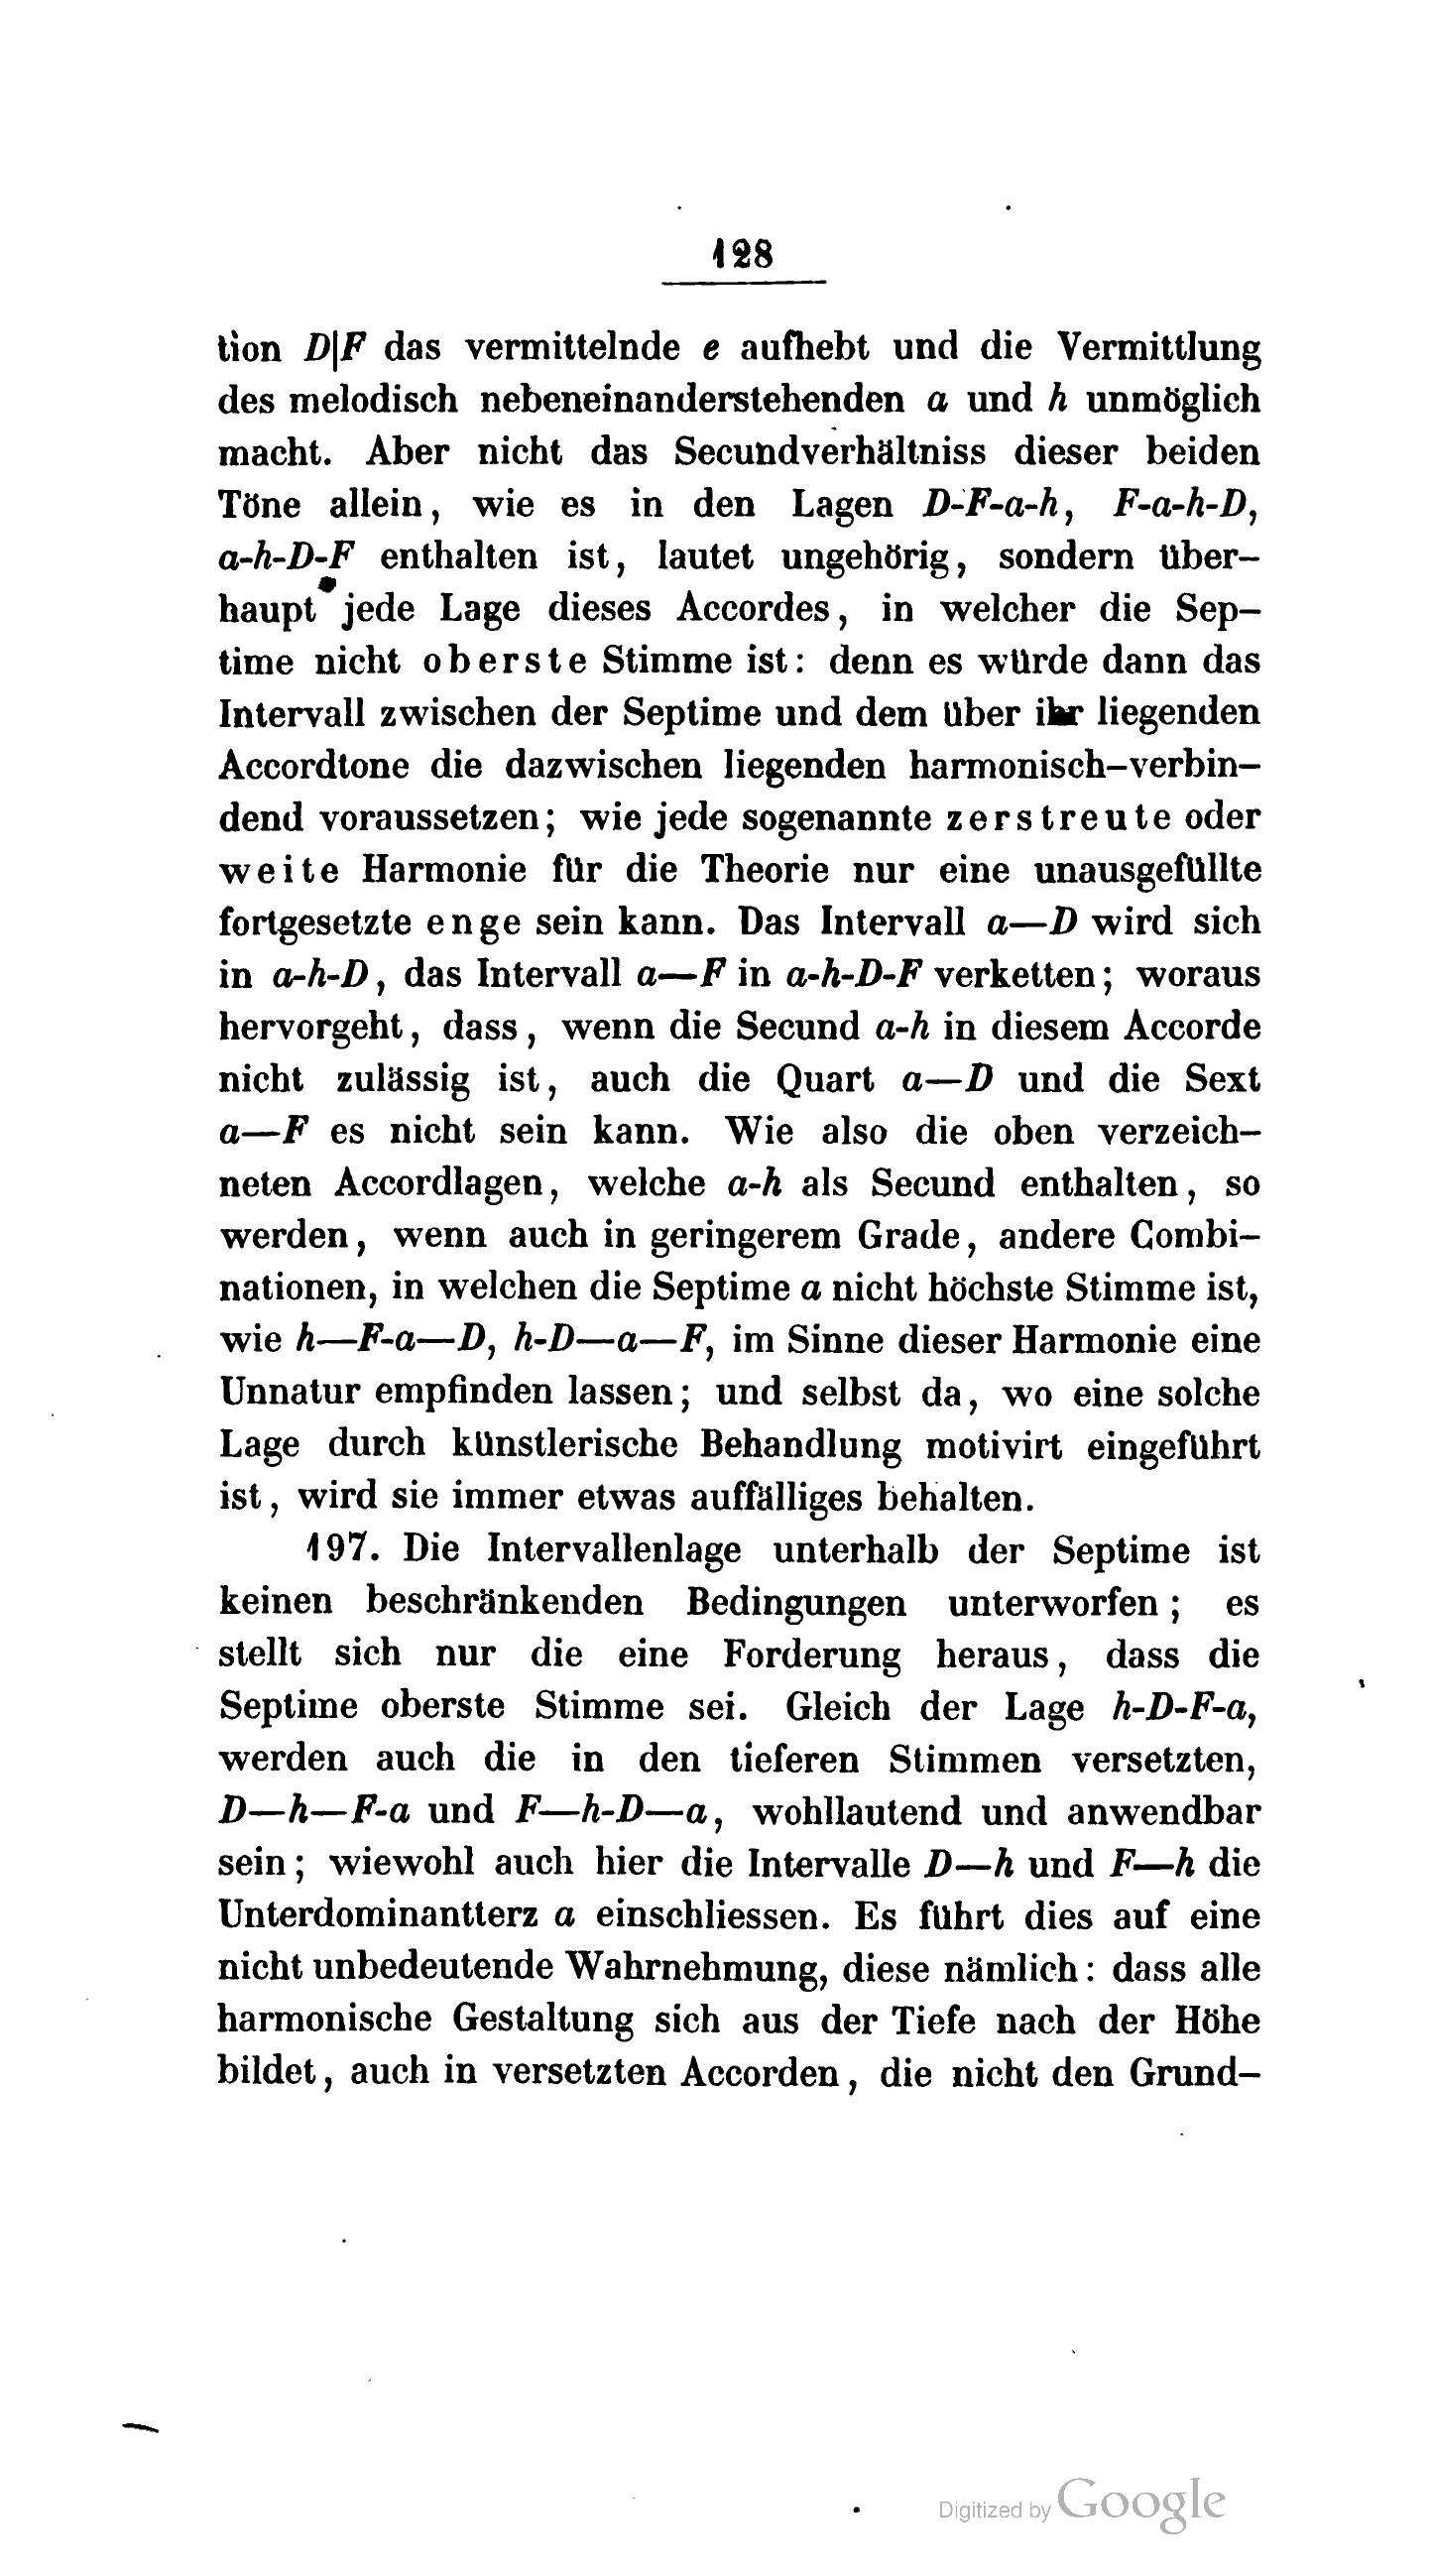 128
tion D|F das vermittelnde e aufhebt und die Vermittlung
des melodisch nebeneinanderstehenden a und h unmöglich
macht. Aber nicht das Secundverhältniss dieser beiden
Töne allein, wie es in den Lagen D-F-a-h, F-a-h-D,
a-h-D-F enthalten ist, lautet ungehörig, sondern über-
haupt jede Lage dieses Accordes, in welcher die Sep-
time nicht oberste Stimme ist: denn es würde dann das
Intervall zwischen der Septime und dem über ihr liegenden
Accordtone die dazwischen liegenden harmonisch-verbin-
dend voraussetzen; wie jede sogenannte zerstreute oder
weite Harmonie für die Theorie nur eine unausgefüllte
fortgesetzte enge sein kann. Das Intervall a—D wird sich
in a-h-D, das Intervall a—F in a-h-D-F verketten; woraus
hervorgeht, dass, wenn die Secund a-h in diesem Accorde
nicht zulässig ist, auch die Quart a—D und die Sext
a—F es nicht sein kann. Wie also die oben verzeich-
neten Accordlagen, welche a-h als Secund enthalten, so
werden, wenn auch in geringerem Grade, andere Combi-
nationen, in welchen die Septime a nicht höchste Stimme ist,
wie h—F-a—D, h-D—a—F, im Sinne dieser Harmonie eine
Unnatur empfinden lassen; und selbst da, wo eine solche
Lage durch künstlerische Behandlung motivirt eingeführt
ist, wird sie immer etwas auffälliges behalten.
197. Die Intervallenlage unterhalb der Septime ist
keinen beschränkenden Bedingungen unterworfen; es
stellt sich nur die eine Forderung heraus, dass die
Septime oberste Stimme sei. Gleich der Lage h-D-F-a,
werden auch die in den tieferen Stimmen versetzten,
D—h—F-a und F—h-D—a, wohllautend und anwendbar
sein; wiewohl auch hier die Intervalle D—h und F—h die
Unterdominantterz a einschliessen. Es führt dies auf eine
nicht unbedeutende Wahrnehmung, diese nämlich: dass alle
harmonische Gestaltung sich aus der Tiefe nach der Höhe
bildet, auch in versetzten Accorden, die nicht den Grund-
Digitized by Google